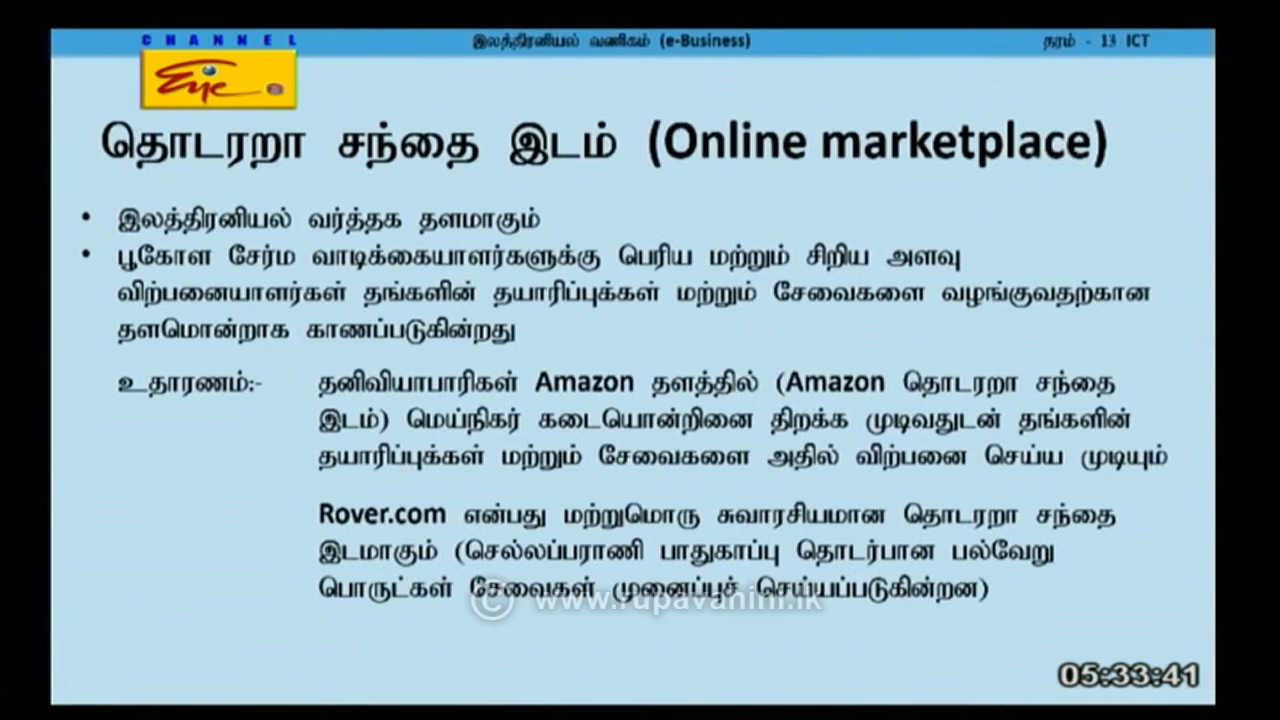 CHANNEL
Eye
இலத்திரனியல் வணிகம் (e-Business)
தரம் - 13 ICT
தொடரறா சந்தை இடம் (Online marketplace)
• இலத்திரனியல் வர்த்தக தளமாகும்
• பூகோள சேர்ம வாடிக்கையாளர்களுக்கு பெரிய மற்றும் சிறிய அளவு
விற்பனையாளர்கள் தங்களின் தயாரிப்புக்கள் மற்றும் சேவைகளை வழங்குவதற்கான
தளமொன்றாக காணப்படுகின்றது
உதாரணம்:- தனிவியாபாரிகள் Amazon தளத்தில் (Amazon தொடரறா சந்தை
இடம்) மெய்நிகர் கடையொன்றினை திறக்க முடிவதுடன் தங்களின்
தயாரிப்புக்கள் மற்றும் சேவைகளை அதில் விற்பனை செய்ய முடியும்
Rover.com என்பது மற்றுமொரு சுவாரசியமான தொடரறா சந்தை
இடமாகும் (செல்லப்பராணி பாதுகாப்பு தொடர்பான பல்வேறு
பொருட்கள் சேவைகள் முனைப்புச் செய்யப்படுகின்றன)
© www.rupavanini.lk
05:33:41